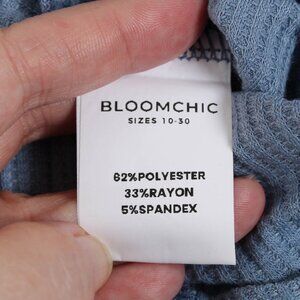 BLOOMCHIC
SIZES 10-30
62%POLYESTER
33%RAYON
5%SPANDEX